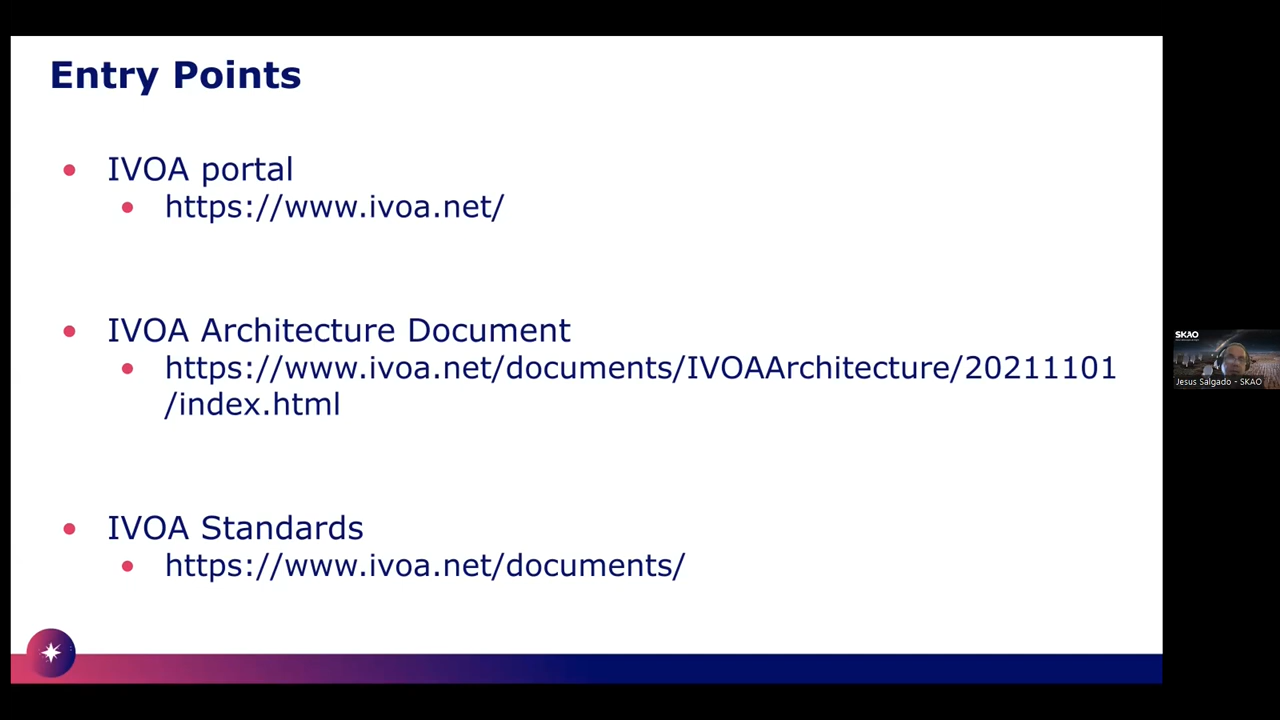 Entry Points
IVOA portal
https://www.ivoa.net/
IVOA Architecture Document
https://www.ivoa.net/documents/IVOAArchitecture/20211101
/index.html
IVOA Standards
https://www.ivoa.net/documents/
SKAO
Jesus Salgado - SKAO